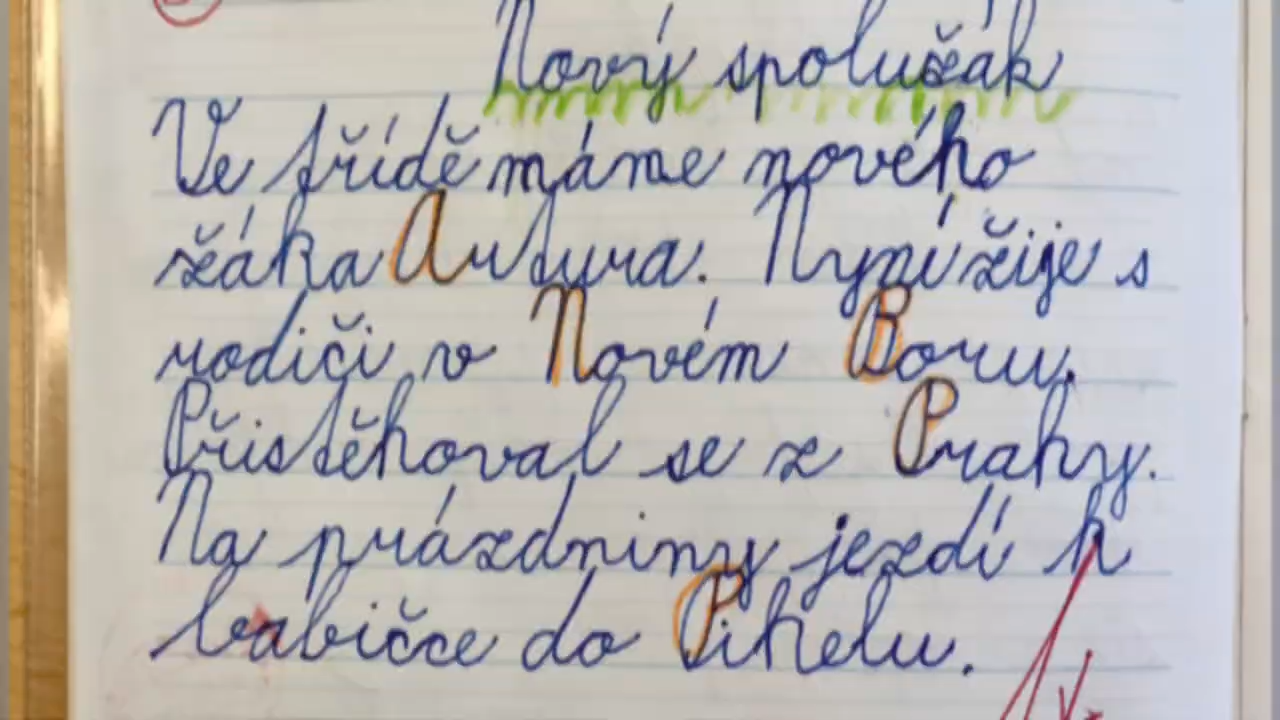 Nový spolužák
Ve třídě máme nového
žáka Artura. Nyní žije s
rodiči v Novém Boru.
Přistěhoval se z Prahy.
Na prázdniny jezdí k
babičce do Pihelu.